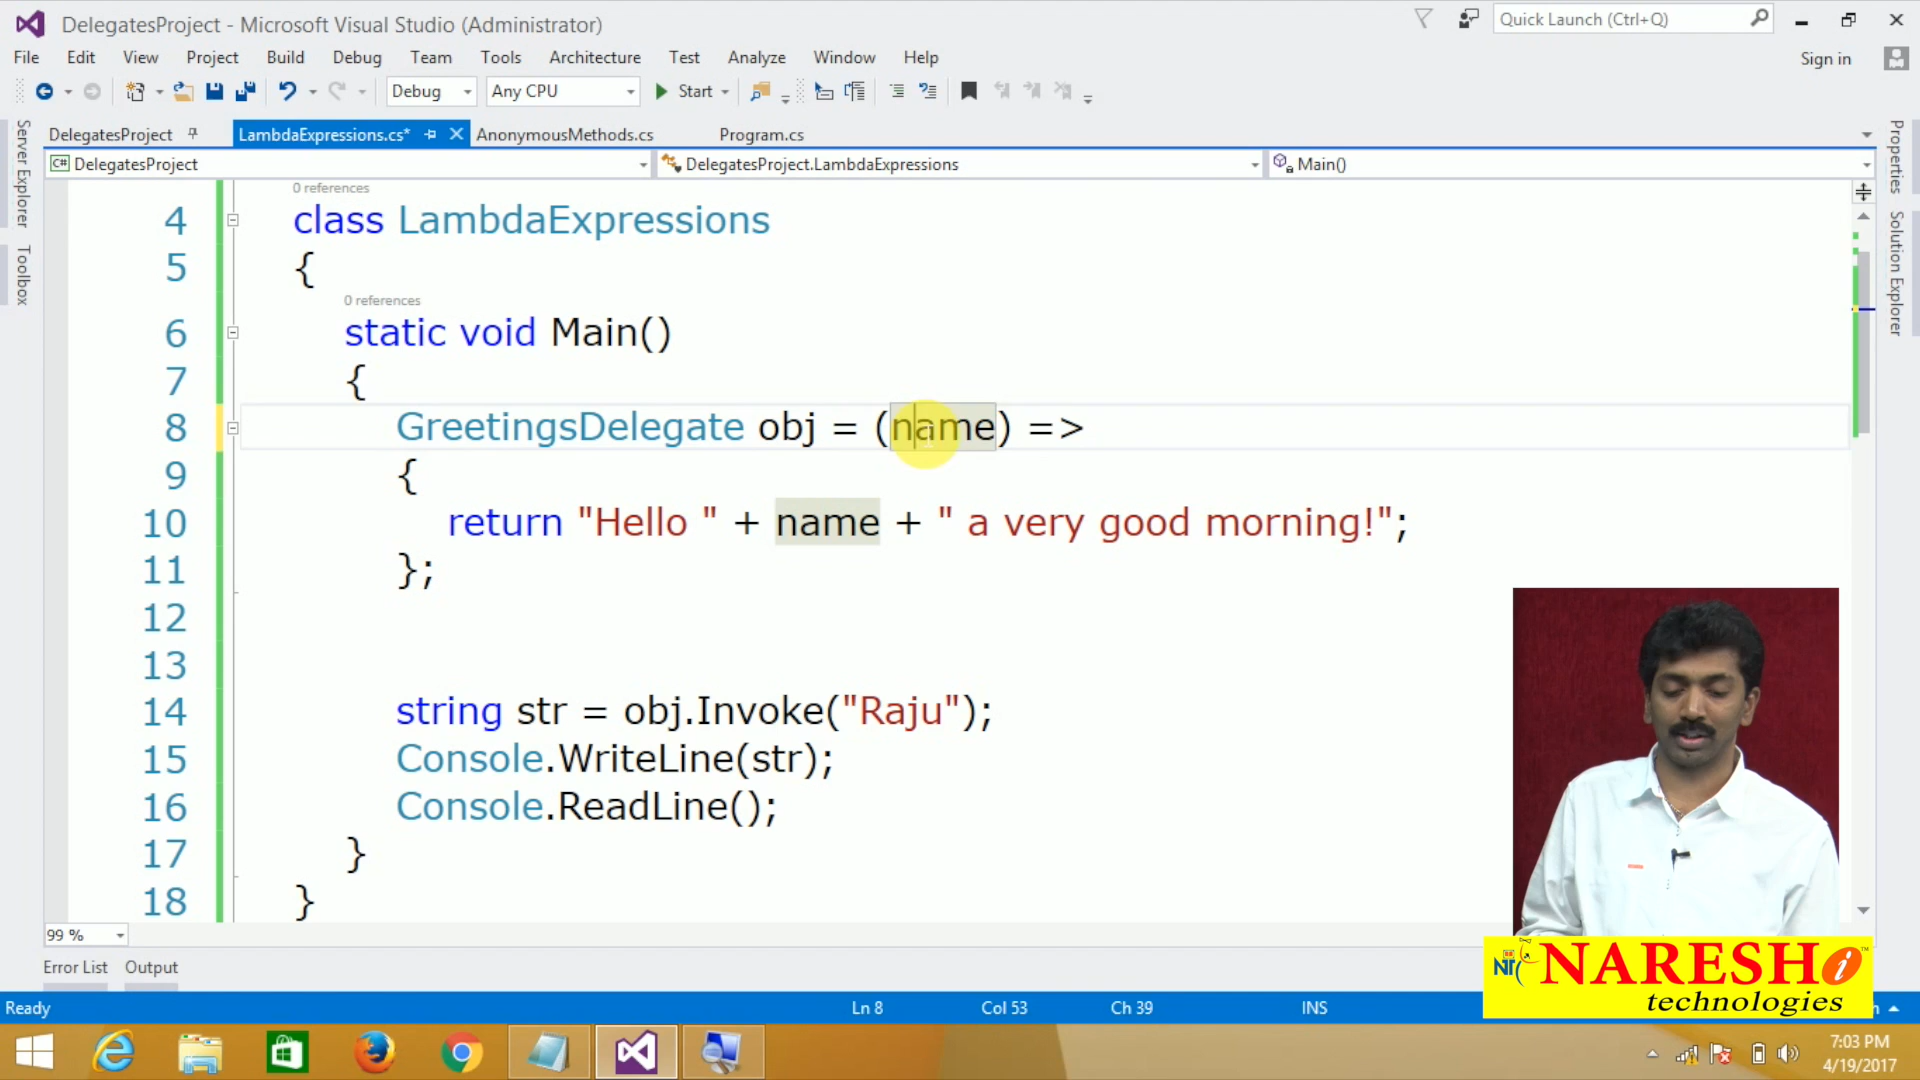 DelegatesProject - Microsoft Visual Studio (Administrator)
Quick Launch (Ctrl+Q)
File Edit View Project Build Debug Team Tools Architecture Test Analyze Window Help
Sign in
Debug Any CPU Start
DelegatesProject LambdaExpressions.cs* AnonymousMethods.cs Program.cs
C# DelegatesProject DelegatesProject.LambdaExpressions Main()
Server Explorer
Toolbox
Properties
Solution Explorer
0 references
4 class LambdaExpressions
5 {
0 references
6 static void Main()
7 {
8 GreetingsDelegate obj = (name) =>
9 {
10 return "Hello " + name + " a very good morning!";
11 };
12
13
14 string str = obj.Invoke("Raju");
15 Console.WriteLine(str);
16 Console.ReadLine();
17 }
18 }
99 %
Error List Output
NARESH i
technologies
Ready Ln 8 Col 53 Ch 39 INS
7:03 PM
4/19/2017